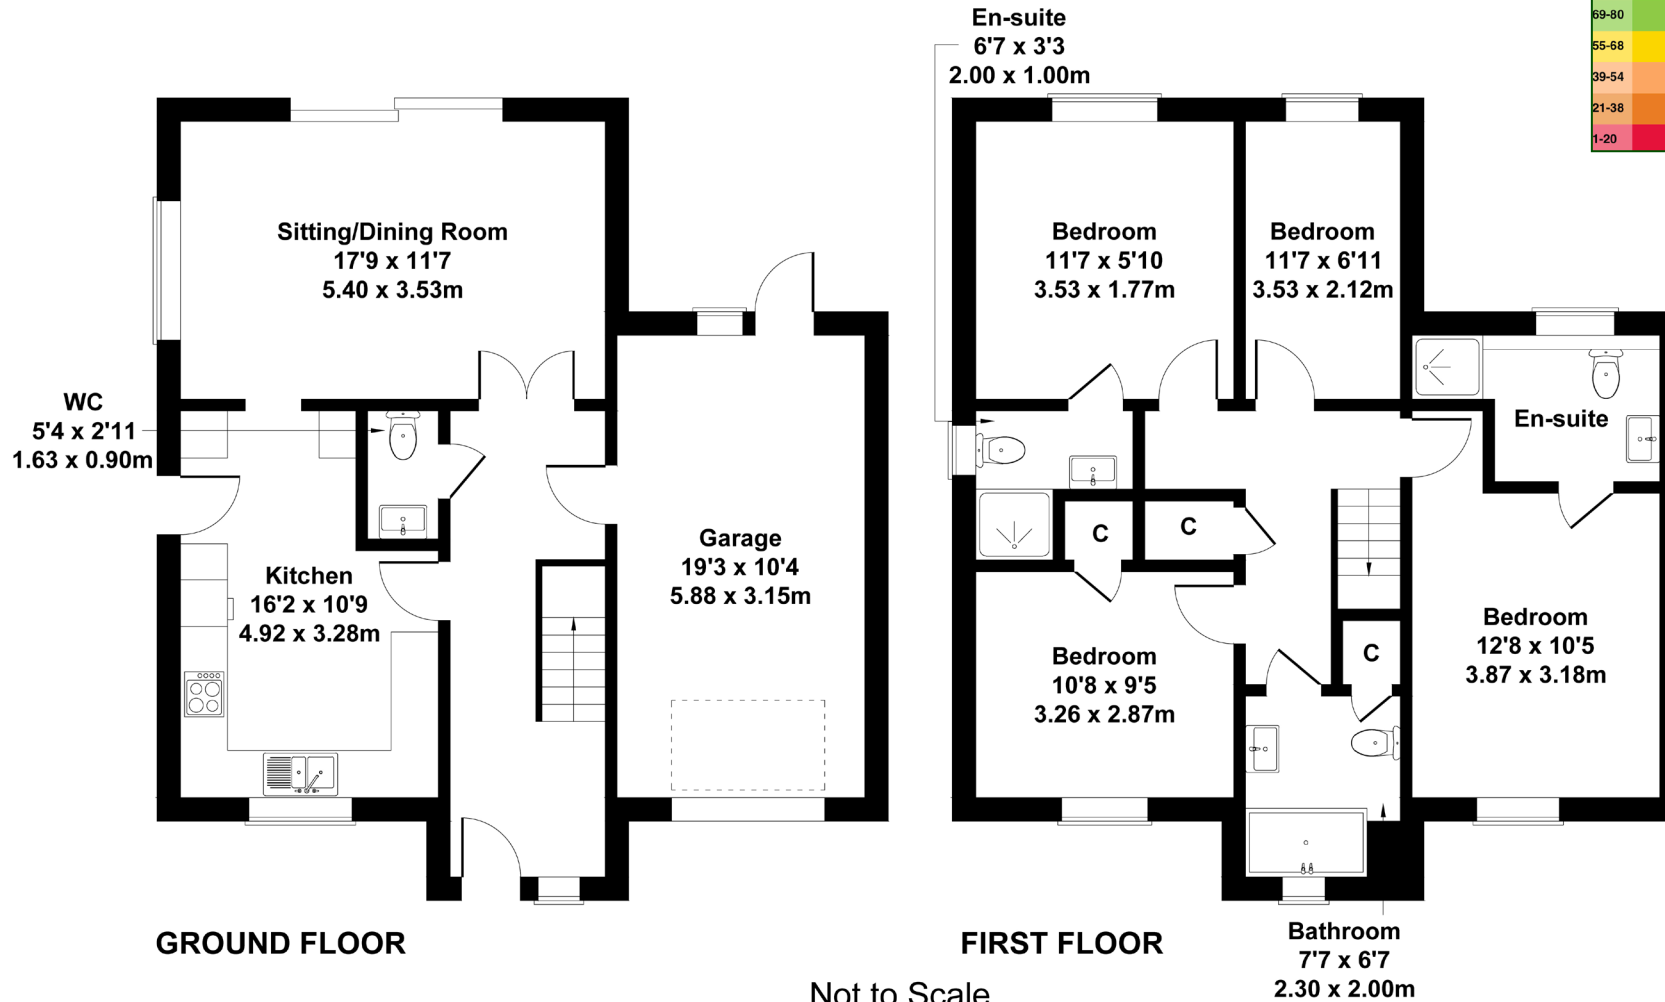 En-suite
6'7 x 3'3
2.00 x 1.00m
69-80
55-68
39-54
21-38
1-20
Sitting/Dining Room
17'9 x 11'7
5.40 x 3.53m
Bedroom
11'7 x 5'10
3.53 x 1.77m
Bedroom
11'7 x 6'11
3.53 x 2.12m
WC
5'4 x 2'11
1.63 x 0.90m
En-suite
Garage
19'3 x 10'4
5.88 x 3.15m
C
C
Kitchen
16'2 x 10'9
4.92 x 3.28m
Bedroom
10'8 x 9'5
3.26 x 2.87m
C
Bedroom
12'8 x 10'5
3.87 x 3.18m
GROUND FLOOR
FIRST FLOOR
Bathroom
7'7 x 6'7
2.30 x 2.00m
Not to Scale